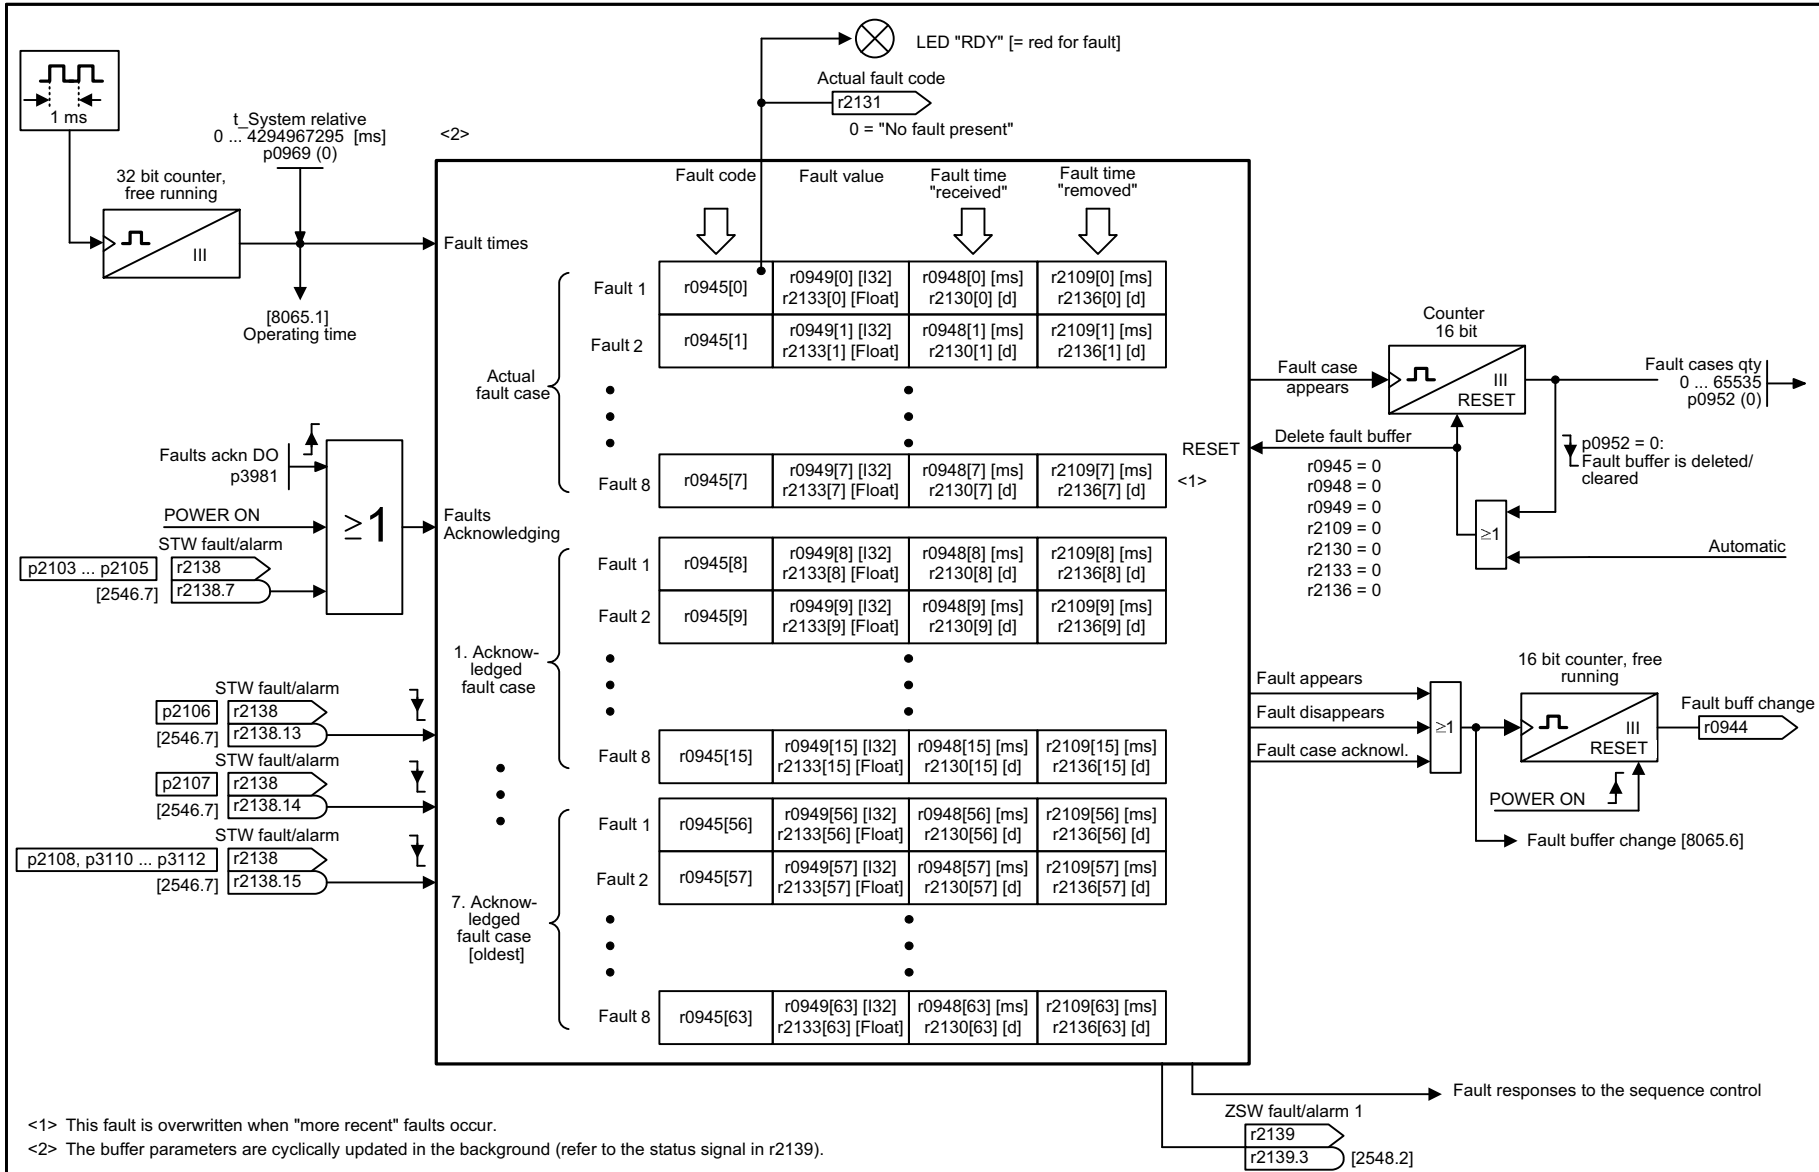 LED "RDY" [= red for fault]
Actual fault code
r2131
0 = "No fault present"
1 ms
t_System relative
0 ... 4294967295 [ms]
p0969 (0)
<2>
32 bit counter,
free running
III
[8065.1]
Operating time
Fault times
Fault code
Fault value
Fault time
"received"
Fault time
"removed"
Actual
fault case
Fault 1
r0945[0]
r0949[0] [I32]
r2133[0] [Float]
r0948[0] [ms]
r2130[0] [d]
r2109[0] [ms]
r2136[0] [d]
Fault 2
r0945[1]
r0949[1] [I32]
r2133[1] [Float]
r0948[1] [ms]
r2130[1] [d]
r2109[1] [ms]
r2136[1] [d]
Fault 8
r0945[7]
r0949[7] [I32]
r2133[7] [Float]
r0948[7] [ms]
r2130[7] [d]
r2109[7] [ms]
r2136[7] [d]
RESET
<1>
Faults ackn DO
p3981
POWER ON
STW fault/alarm
p2103 ... p2105
r2138
[2546.7]
r2138.7
≥1
Faults
Acknowledging
1. Acknow-
ledged
fault case
Fault 1
r0945[8]
r0949[8] [I32]
r2133[8] [Float]
r0948[8] [ms]
r2130[8] [d]
r2109[8] [ms]
r2136[8] [d]
Fault 2
r0945[9]
r0949[9] [I32]
r2133[9] [Float]
r0948[9] [ms]
r2130[9] [d]
r2109[9] [ms]
r2136[9] [d]
Fault 8
r0945[15]
r0949[15] [I32]
r2133[15] [Float]
r0948[15] [ms]
r2130[15] [d]
r2109[15] [ms]
r2136[15] [d]
STW fault/alarm
p2106
r2138
[2546.7]
r2138.13
STW fault/alarm
p2107
r2138
[2546.7]
r2138.14
STW fault/alarm
p2108, p3110 ... p3112
r2138
[2546.7]
r2138.15
7. Acknow-
ledged
fault case
[oldest]
Fault 1
r0945[56]
r0949[56] [I32]
r2133[56] [Float]
r0948[56] [ms]
r2130[56] [d]
r2109[56] [ms]
r2136[56] [d]
Fault 2
r0945[57]
r0949[57] [I32]
r2133[57] [Float]
r0948[57] [ms]
r2130[57] [d]
r2109[57] [ms]
r2136[57] [d]
Fault 8
r0945[63]
r0949[63] [I32]
r2133[63] [Float]
r0948[63] [ms]
r2130[63] [d]
r2109[63] [ms]
r2136[63] [d]
Fault case
appears
Counter
16 bit
III
RESET
Fault cases qty
0 ... 65535
p0952 (0)
Delete fault buffer
r0945 = 0
r0948 = 0
r0949 = 0
r2109 = 0
r2130 = 0
r2133 = 0
r2136 = 0
p0952 = 0:
Fault buffer is deleted/
cleared
≥1
Automatic
Fault appears
Fault disappears
Fault case acknowl.
≥1
16 bit counter, free
running
III
RESET
POWER ON
Fault buff change
r0944
Fault buffer change [8065.6]
Fault responses to the sequence control
ZSW fault/alarm 1
r2139
r2139.3
[2548.2]
<1> This fault is overwritten when "more recent" faults occur.
<2> The buffer parameters are cyclically updated in the background (refer to the status signal in r2139).